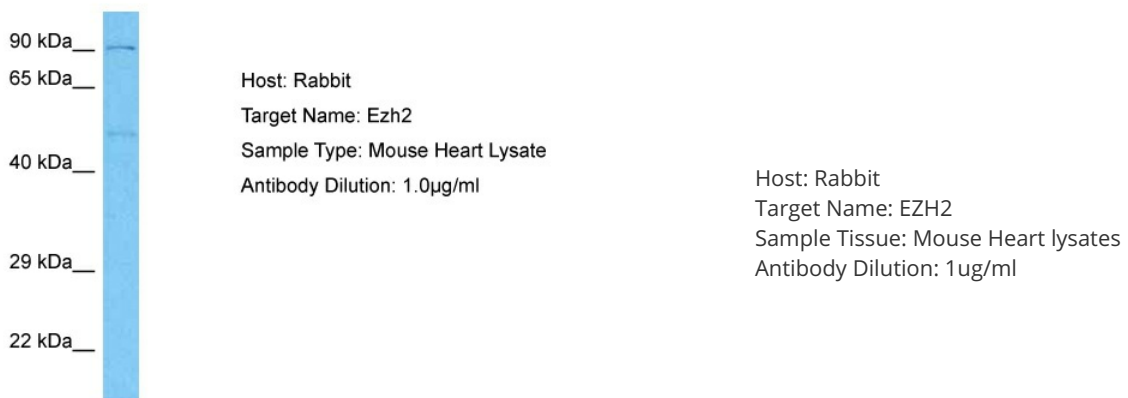 90 kDa__
65 kDa__
40 kDa__
29 kDa__
22 kDa__
Host: Rabbit
Target Name: Ezh2
Sample Type: Mouse Heart Lysate
Antibody Dilution: 1.0µg/ml
Host: Rabbit
Target Name: EZH2
Sample Tissue: Mouse Heart lysates
Antibody Dilution: 1ug/ml